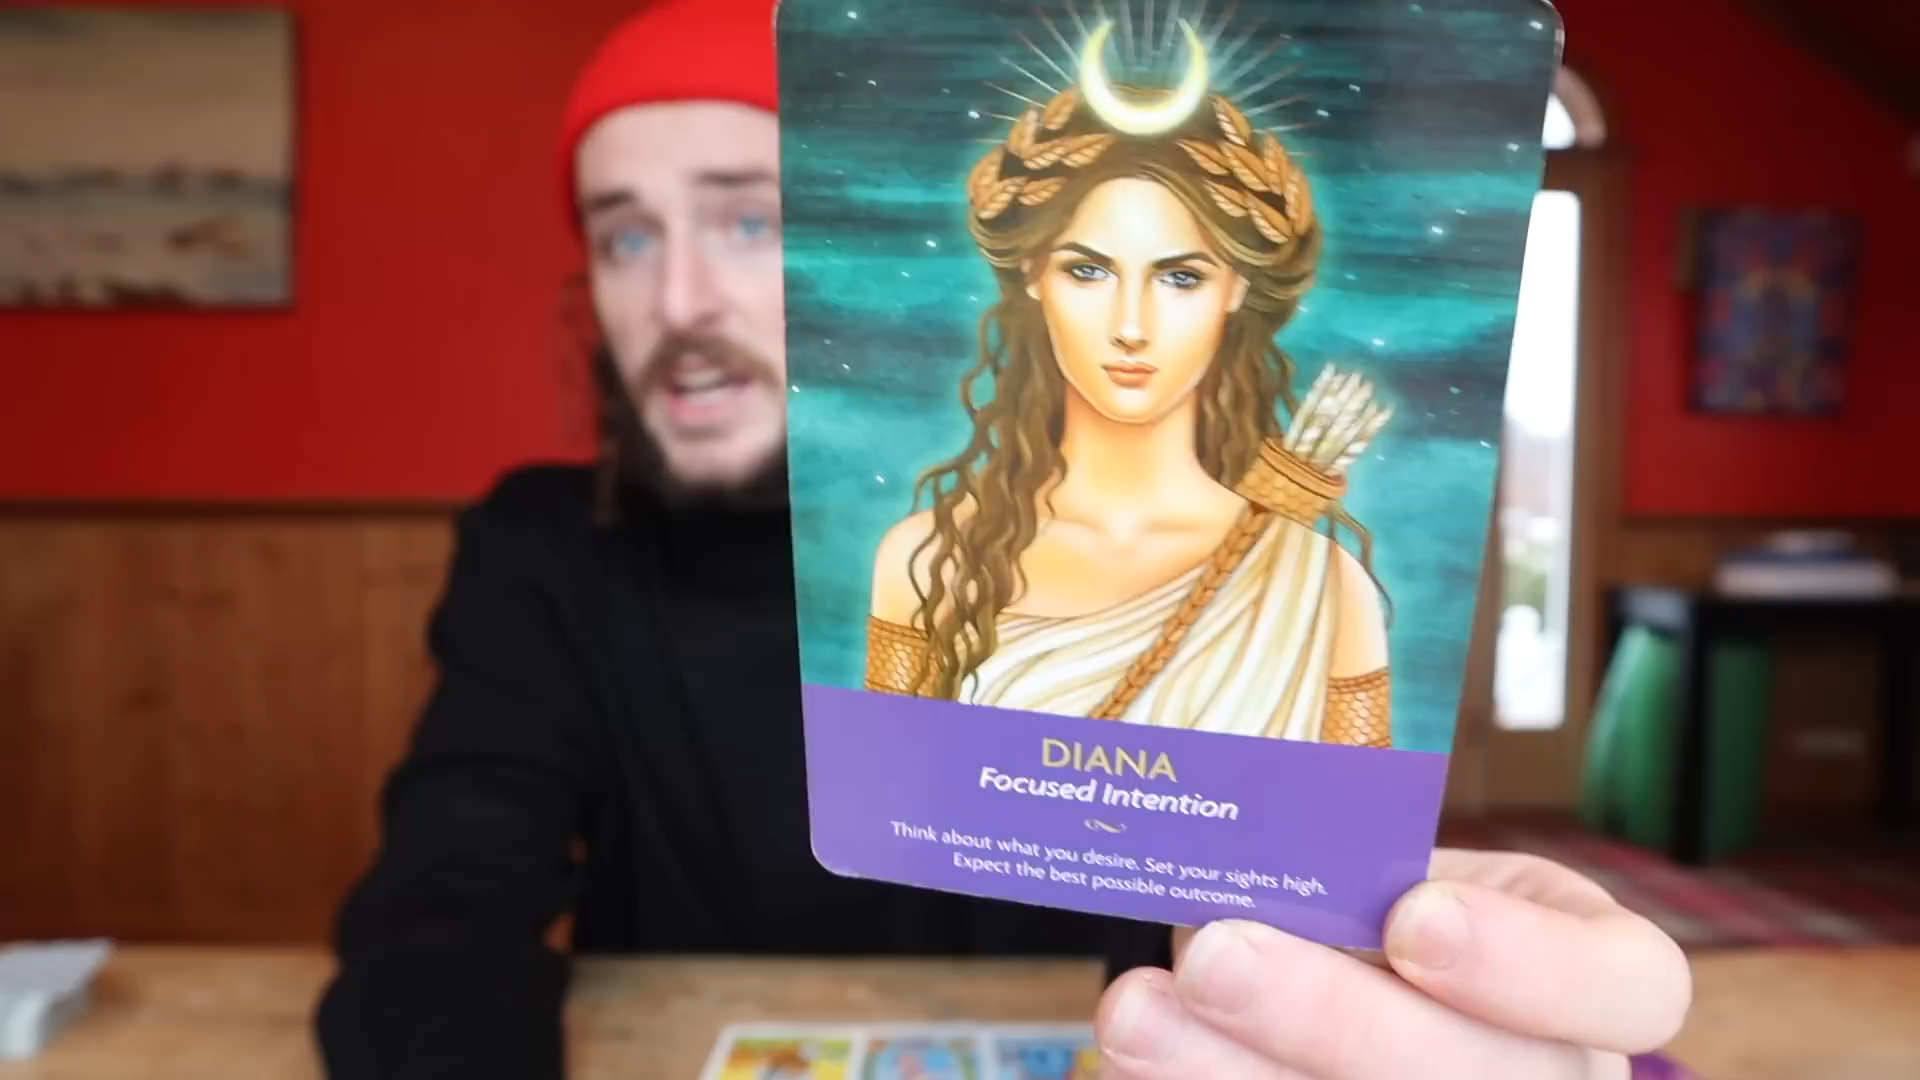 DIANA
Focused Intention
Think about what you desire. Set your sights high.
Expect the best possible outcome.